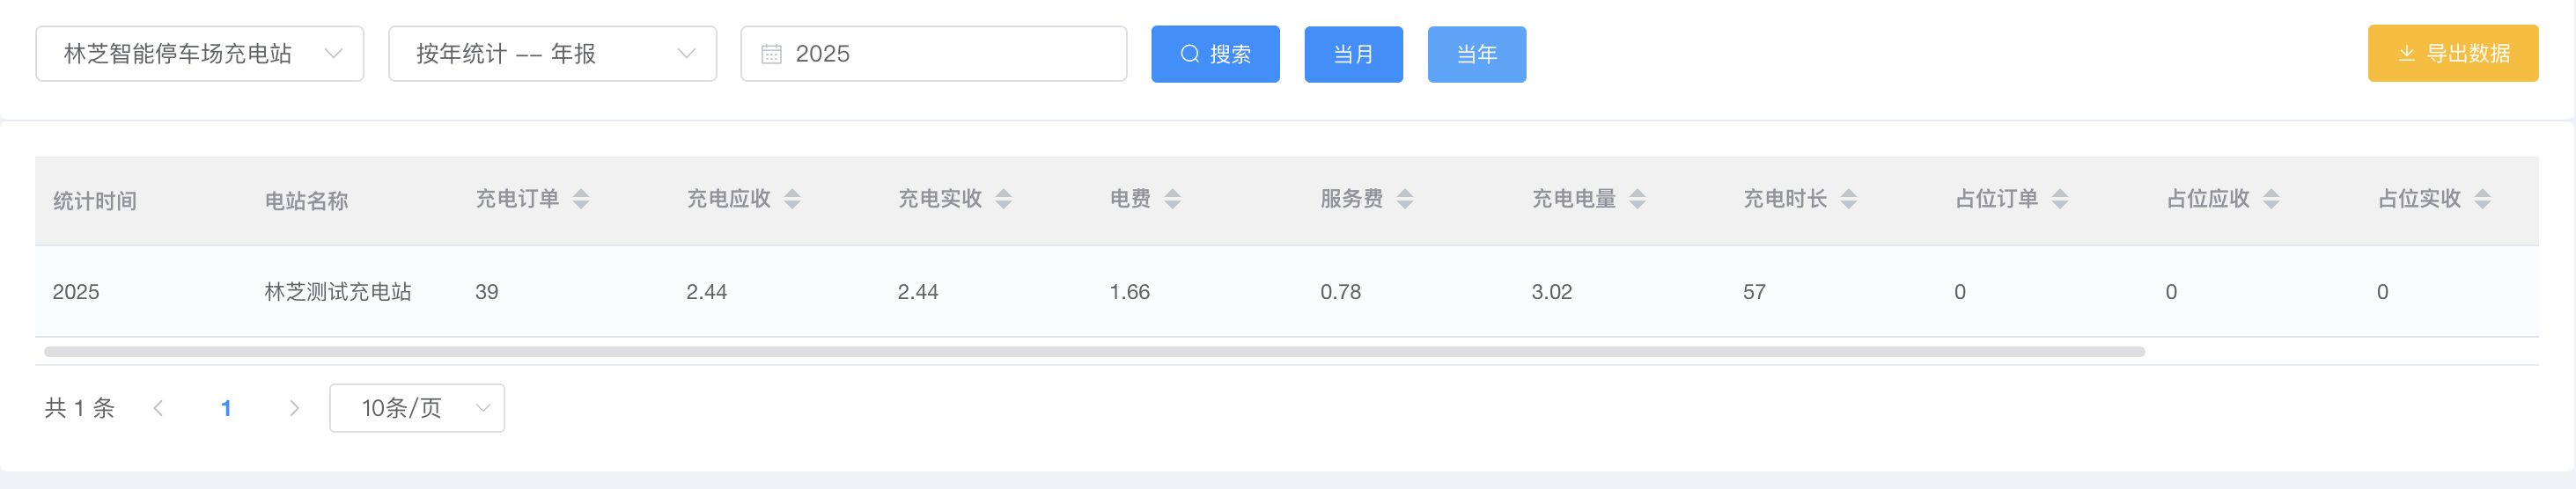 林芝智能停车场充电站 按年统计 -- 年报 2025 搜索 当月 当年 导出数据
统计时间 电站名称 充电订单 充电应收 充电实收 电费 服务费 充电电量 充电时长 占位订单 占位应收 占位实收
2025 林芝测试充电站 39 2.44 2.44 1.66 0.78 3.02 57 0 0 0
共 1 条 1 10条/页